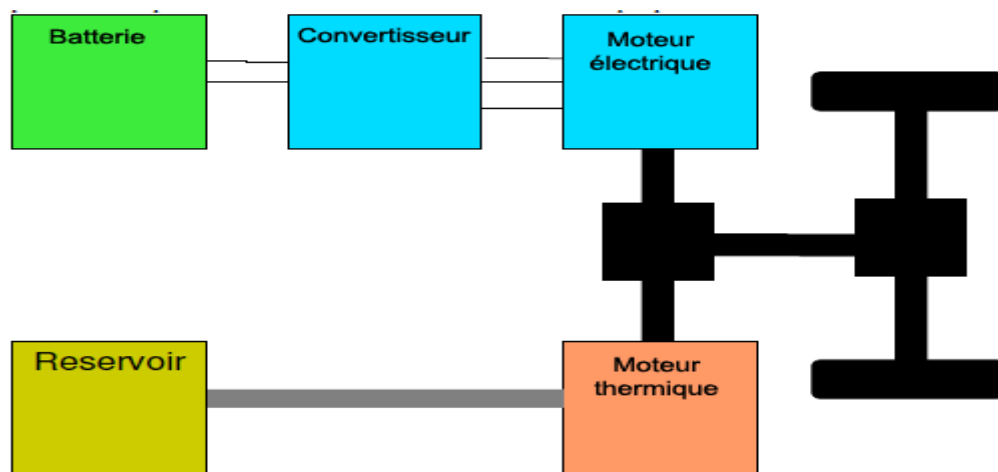 Batterie
Convertisseur
Moteur
électrique
Reservoir
Moteur
thermique